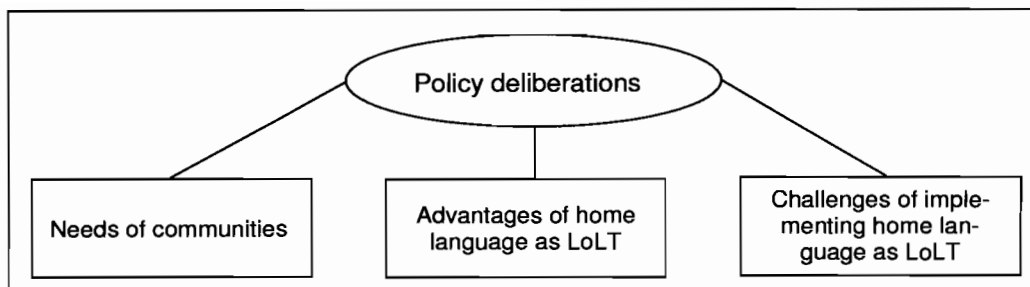 Policy deliberations
Needs of communities
Advantages of home
language as LoLT
Challenges of imple-
menting home lan-
guage as LoLT